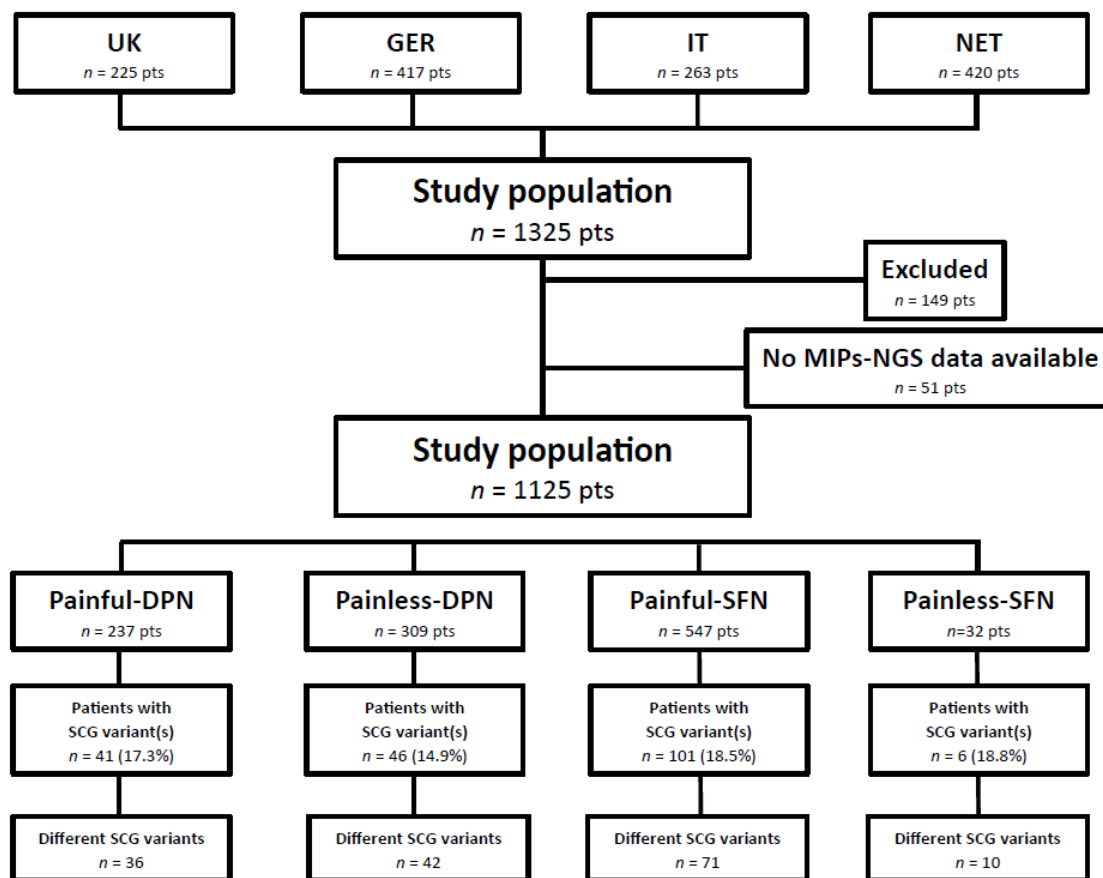 UK
n = 225 pts
GER
n = 417 pts
IT
n = 263 pts
NET
n = 420 pts
Study population
n = 1325 pts
Excluded
n = 149 pts
No MIPs-NGS data available
n = 51 pts
Study population
n = 1125 pts
Painful-DPN
n = 237 pts
Painless-DPN
n = 309 pts
Painful-SFN
n = 547 pts
Painless-SFN
n=32 pts
Patients with
SCG variant(s)
n = 41 (17.3%)
Patients with
SCG variant(s)
n = 46 (14.9%)
Patients with
SCG variant(s)
n = 101 (18.5%)
Patients with
SCG variant(s)
n = 6 (18.8%)
Different SCG variants
n = 36
Different SCG variants
n = 42
Different SCG variants
n = 71
Different SCG variants
n = 10